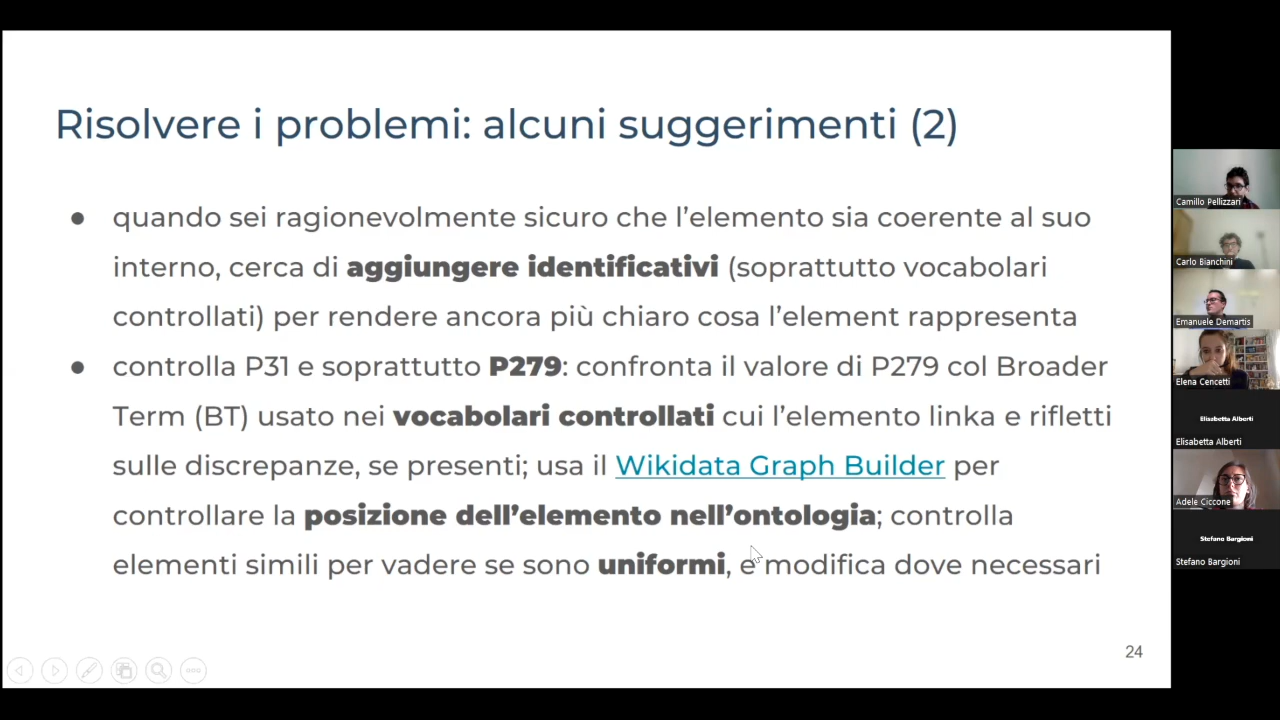 Risolvere i problemi: alcuni suggerimenti (2)
● quando sei ragionevolmente sicuro che l’elemento sia coerente al suo
interno, cerca di aggiungere identificativi (soprattutto vocabolari
controllati) per rendere ancora più chiaro cosa l’element rappresenta
● controlla P31 e soprattutto P279: confronta il valore di P279 col Broader
Term (BT) usato nei vocabolari controllati cui l’elemento linka e rifletti
sulle discrepanze, se presenti; usa il Wikidata Graph Builder per
controllare la posizione dell’elemento nell’ontologia; controlla
elementi simili per vadere se sono uniformi, e modifica dove necessari
24
Camillo Pellizzari
Carlo Bianchini
Emanuele Demartis
Elena Cencetti
Elisabetta Alberti
Elisabetta Alberti
Adele Ciccone
Stefano Bargioni
Stefano Bargioni